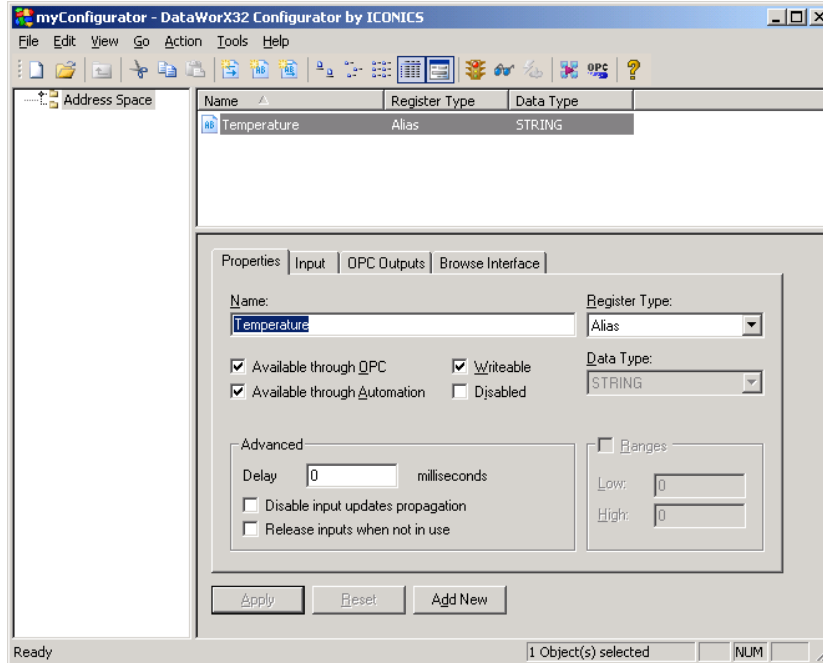 myConfigurator - DataWorX32 Configurator by ICONICS
File Edit View Go Action Tools Help
OPC
Address Space
Name Register Type Data Type
Temperature Alias STRING
Properties Input OPC Outputs Browse Interface
Name: Register Type:
Temperature Alias
Available through OPC Writeable Data Type:
Available through Automation Disabled STRING
Advanced Ranges
Delay 0 milliseconds Low: 0
Disable input updates propagation High: 0
Release inputs when not in use
Apply Reset Add New
Ready 1 Object(s) selected NUM